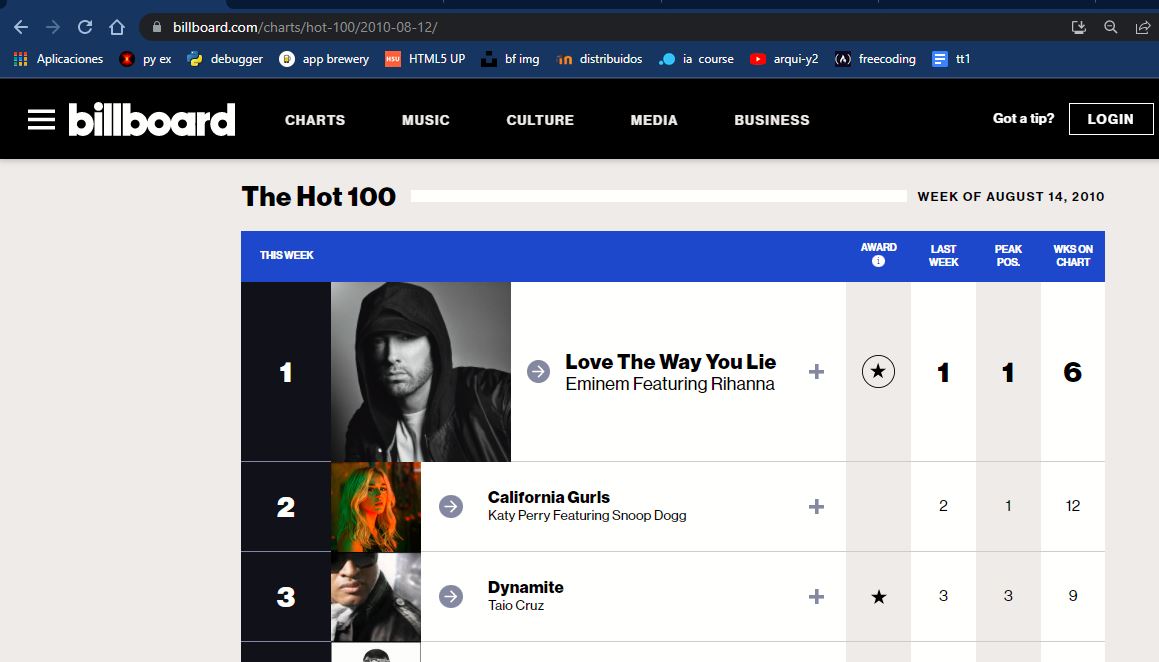 billboard.com/charts/hot-100/2010-08-12/
Aplicaciones
py ex
debugger
app brewery
HSU
HTML5 UP
bf img
distribuidos
ia course
arqui-y2
freecoding
tt1
billboard
CHARTS
MUSIC
CULTURE
MEDIA
BUSINESS
Got a tip?
LOGIN
The Hot 100
WEEK OF AUGUST 14, 2010
THIS WEEK
AWARD
i
LAST
WEEK
PEAK
POS.
WKS ON
CHART
1
Love The Way You Lie
Eminem Featuring Rihanna
1
1
6
2
California Gurls
Katy Perry Featuring Snoop Dogg
2
1
12
3
Dynamite
Taio Cruz
3
3
9